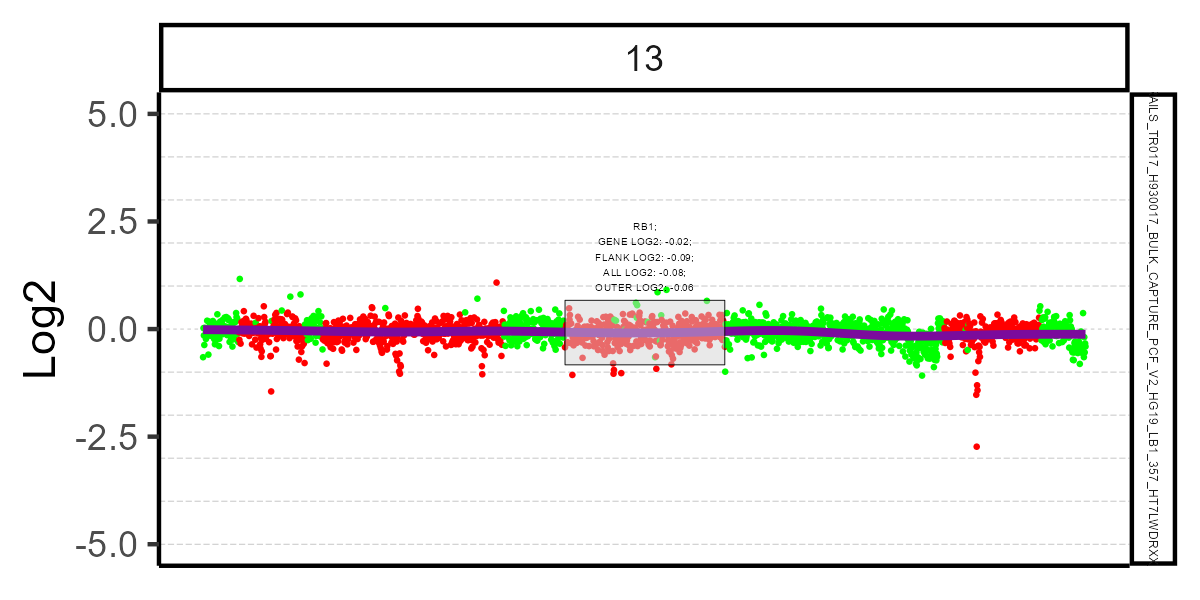 13
Log2
5.0
2.5
0.0
-2.5
-5.0
RB1;
GENE LOG2: -0.02;
FLANK LOG2: -0.09;
ALL LOG2: -0.08;
OUTER LOG2: -0.06
AILS_TR017_H930017_BULK_CAPTURE_PCF_V2_HG19_LB1_357_HT7LWDRXX